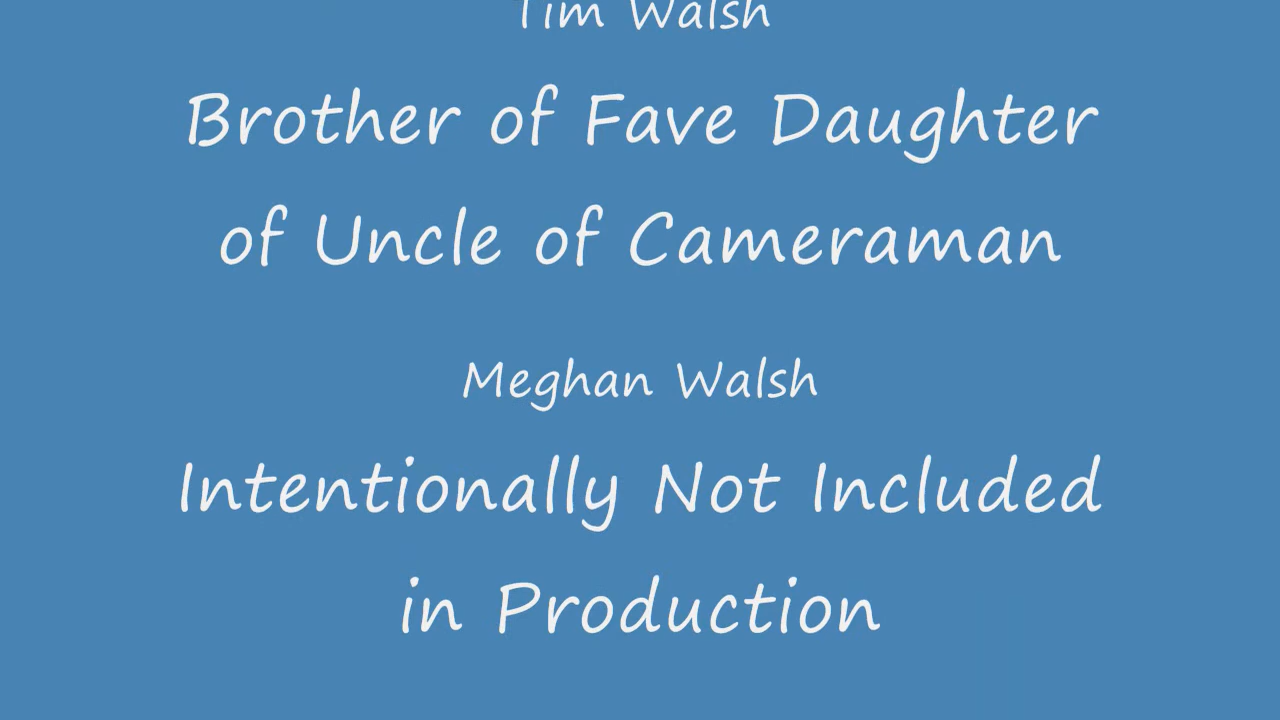 Tim Walsh
Brother of Fave Daughter
of Uncle of Cameraman
Meghan Walsh
Intentionally Not Included
in Production